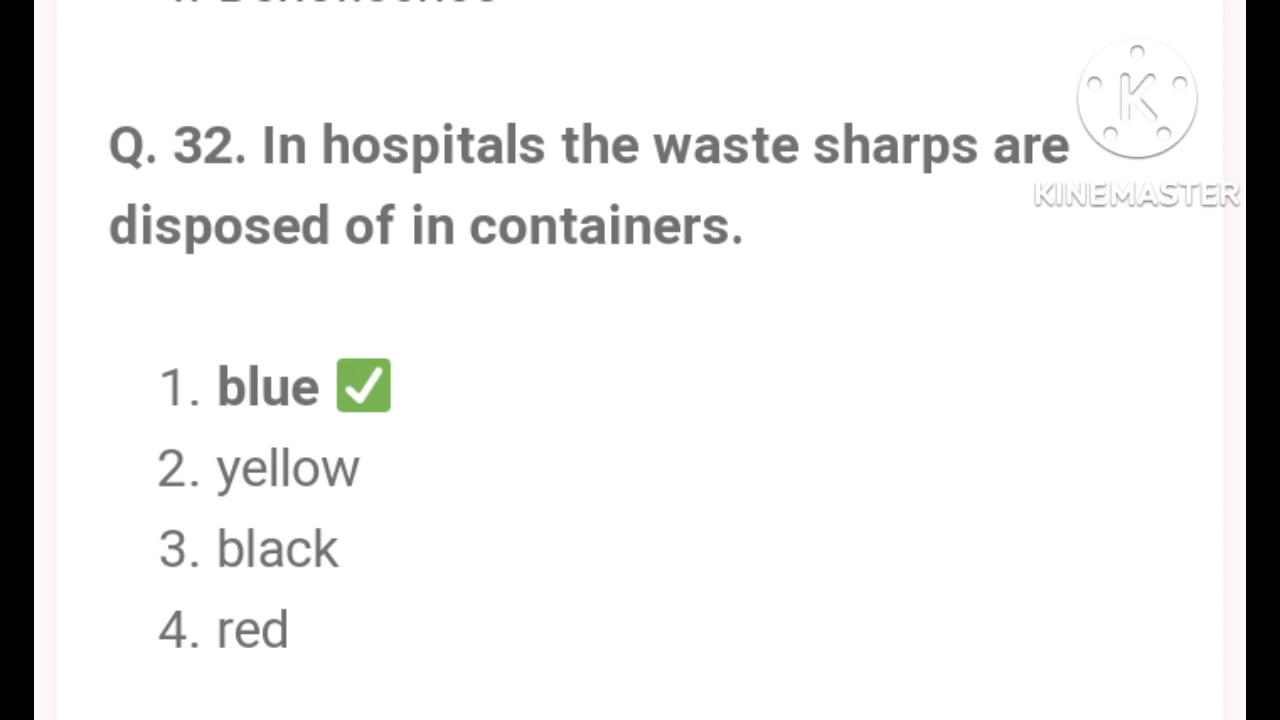 Q. 32. In hospitals the waste sharps are
disposed of in containers.
K
KINEMASTER
1. blue ✅
2. yellow
3. black
4. red